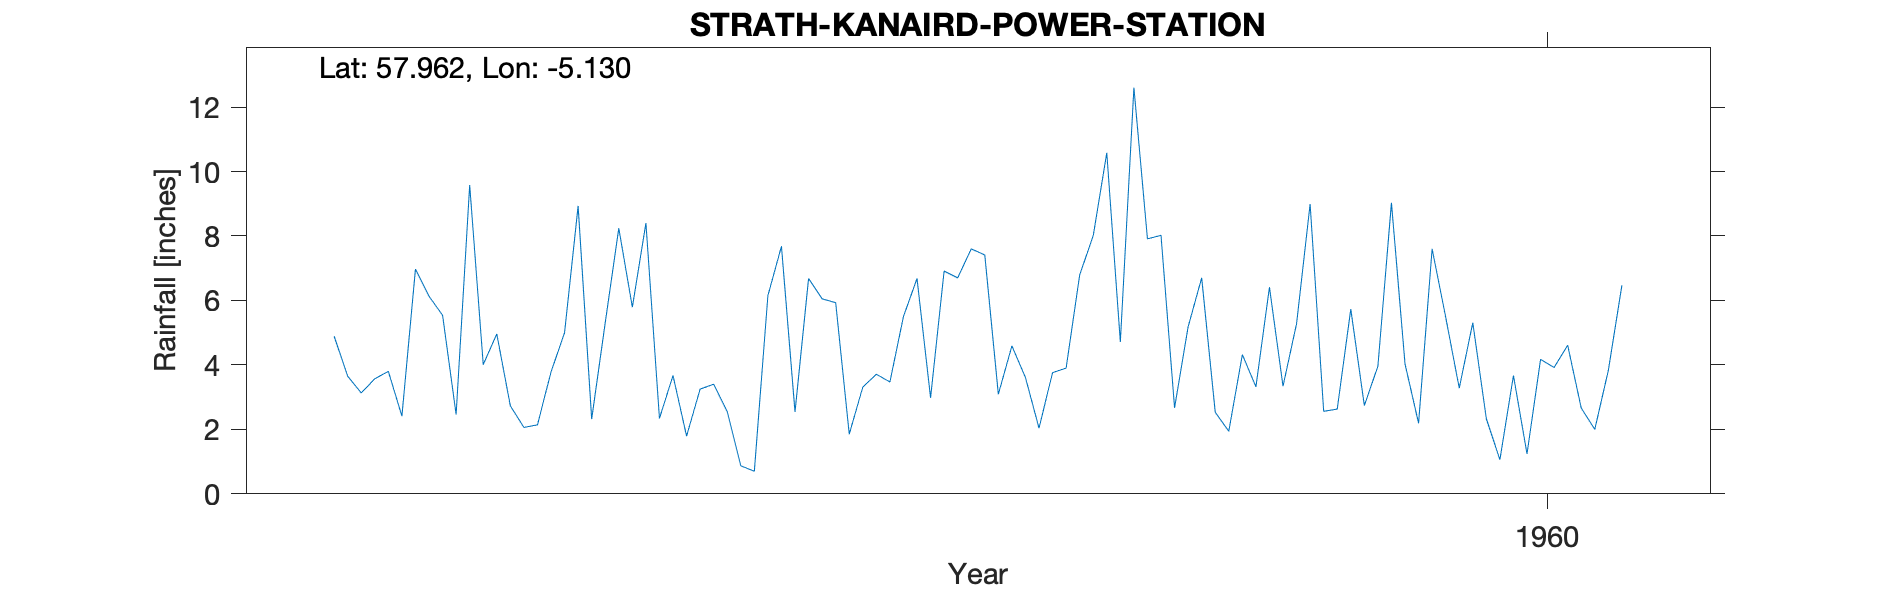 STRATH-KANAIRD-POWER-STATION
Lat: 57.962, Lon: -5.130
12
10
8
6
4
2
0
Rainfall [inches]
1960
Year